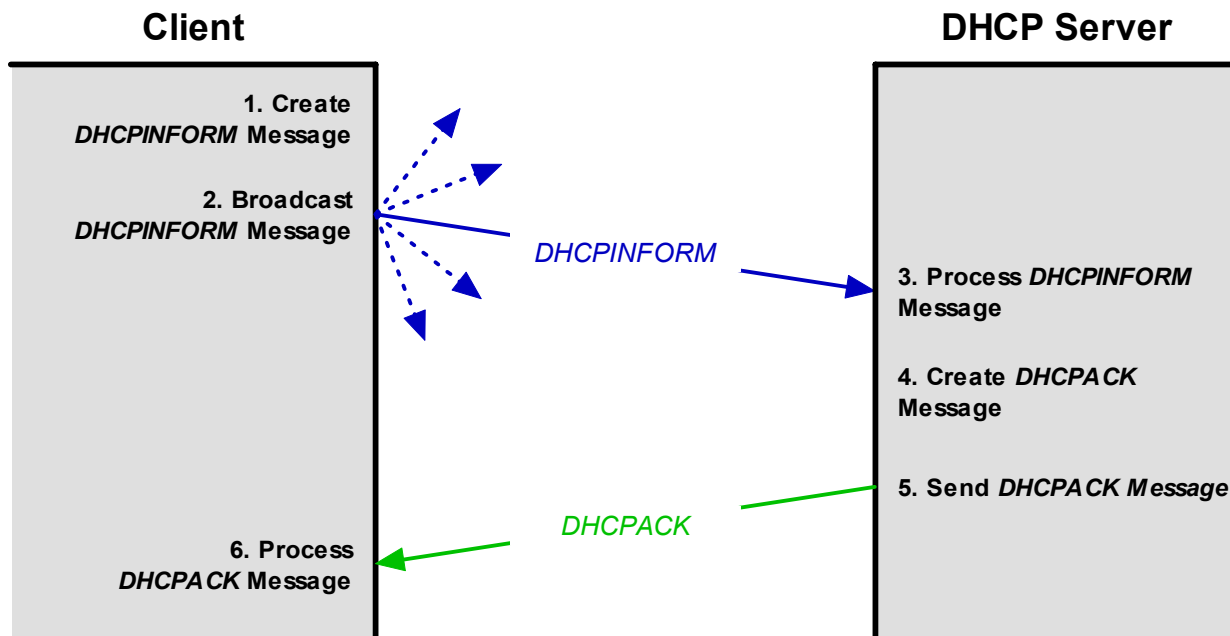 Client
DHCP Server
1. Create
DHCPINFORM Message
2. Broadcast
DHCPINFORM Message
DHCPINFORM
3. Process DHCPINFORM
Message
4. Create DHCPACK
Message
5. Send DHCPACK Message
DHCPACK
6. Process
DHCPACK Message